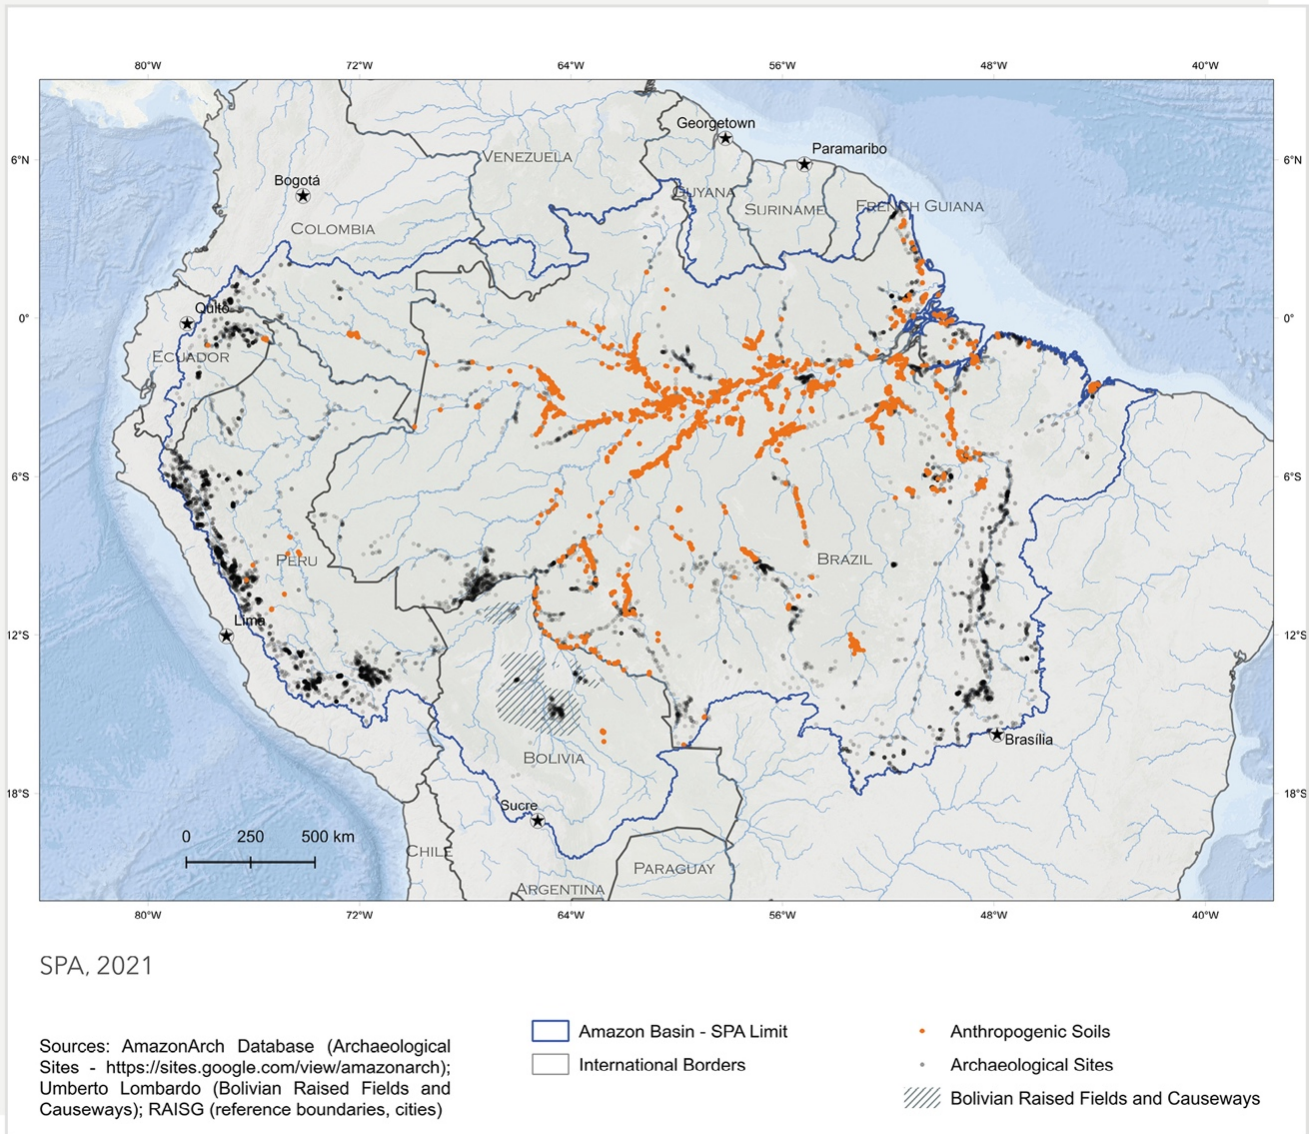 80°W 72°W 64°W 56°W 48°W 40°W
Georgetown
Paramaribo
6°N VENEZUELA 6°N
Bogotá
GUYANA
SURINAME FRENCH GUIANA
COLOMBIA
Quito
0° 0°
ECUADOR
6°S 6°S
PERU BRAZIL
Lima
12°S 12°S
Brasília
BOLIVIA
18°S 18°S
Sucre
0 250 500 km
CHILE
PARAGUAY
ARGENTINA
80°W 72°W 64°W 56°W 48°W 40°W
SPA, 2021
Sources: AmazonArch Database (Archaeological
Sites - https://sites.google.com/view/amazonarch);
Umberto Lombardo (Bolivian Raised Fields and
Causeways); RAISG (reference boundaries, cities)
Amazon Basin - SPA Limit
International Borders
Anthropogenic Soils
Archaeological Sites
Bolivian Raised Fields and Causeways